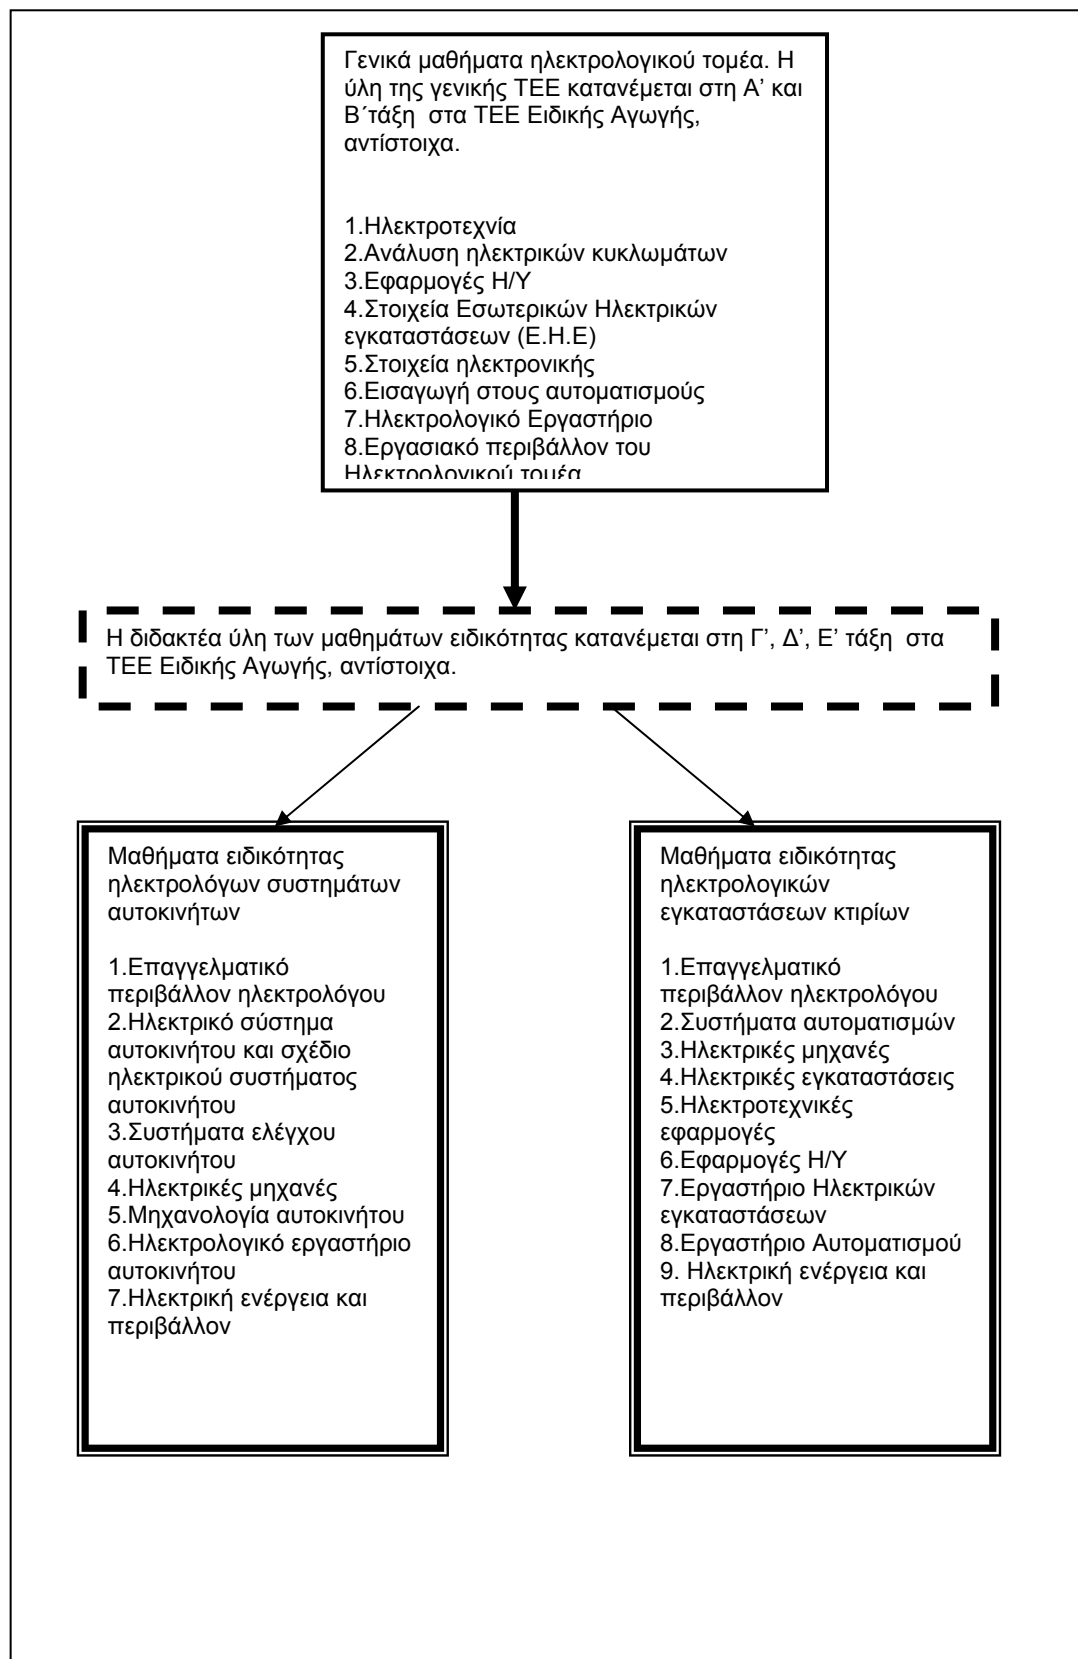 Γενικά μαθήματα ηλεκτρολογικού τομέα. Η
ύλη της γενικής ΤΕΕ κατανέμεται στη Α’ και
Β΄τάξη  στα ΤΕΕ Ειδικής Αγωγής,
αντίστοιχα.
1.Ηλεκτροτεχνία
2.Ανάλυση ηλεκτρικών κυκλωμάτων
3.Εφαρμογές Η/Υ
4.Στοιχεία Εσωτερικών Ηλεκτρικών
εγκαταστάσεων (Ε.Η.Ε)
5.Στοιχεία ηλεκτρονικής
6.Εισαγωγή στους αυτοματισμούς
7.Ηλεκτρολογικό Εργαστήριο
8.Εργασιακό περιβάλλον του
Ηλεκτρολογικού τομέα
Η διδακτέα ύλη των μαθημάτων ειδικότητας κατανέμεται στη Γ’, Δ’, Ε’ τάξη  στα
ΤΕΕ Ειδικής Αγωγής, αντίστοιχα.
Μαθήματα ειδικότητας
ηλεκτρολόγων συστημάτων
αυτοκινήτων
1.Επαγγελματικό
περιβάλλον ηλεκτρολόγου
2.Ηλεκτρικό σύστημα
αυτοκινήτου και σχέδιο
ηλεκτρικού συστήματος
αυτοκινήτου
3.Συστήματα ελέγχου
αυτοκινήτου
4.Ηλεκτρικές μηχανές
5.Μηχανολογία αυτοκινήτου
6.Ηλεκτρολογικό εργαστήριο
αυτοκινήτου
7.Ηλεκτρική ενέργεια και
περιβάλλον
Μαθήματα ειδικότητας
ηλεκτρολογικών
εγκαταστάσεων κτιρίων
1.Επαγγελματικό
περιβάλλον ηλεκτρολόγου
2.Συστήματα αυτοματισμών
3.Ηλεκτρικές μηχανές
4.Ηλεκτρικές εγκαταστάσεις
5.Ηλεκτροτεχνικές
εφαρμογές
6.Εφαρμογές Η/Υ
7.Εργαστήριο Ηλεκτρικών
εγκαταστάσεων
8.Εργαστήριο Αυτοματισμού
9. Ηλεκτρική ενέργεια και
περιβάλλον